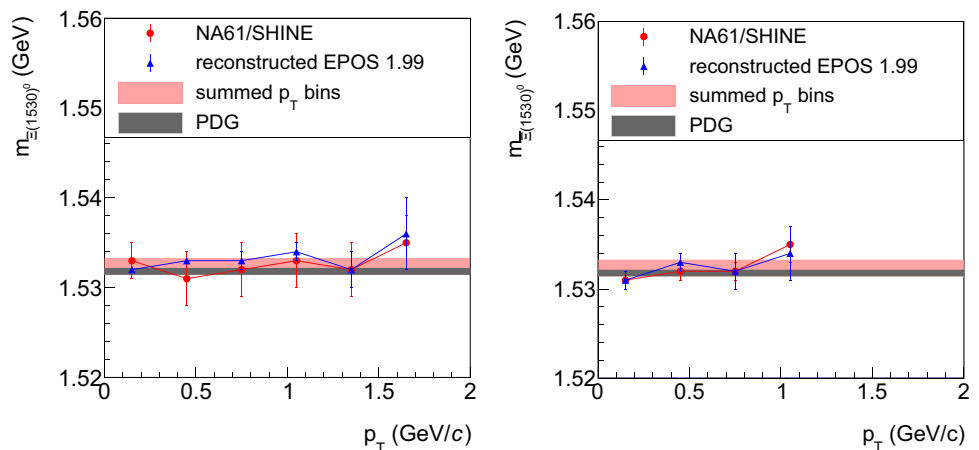 m_Ξ(1530)⁰ (GeV)
1.56
1.55
1.54
1.53
1.52
NA61/SHINE
reconstructed EPOS 1.99
summed p_T bins
PDG
0 0.5 1 1.5 2
p_T (GeV/c)
m_Ξ(1530)⁰ (GeV)
1.56
1.55
1.54
1.53
1.52
NA61/SHINE
reconstructed EPOS 1.99
summed p_T bins
PDG
0 0.5 1 1.5 2
p_T (GeV/c)